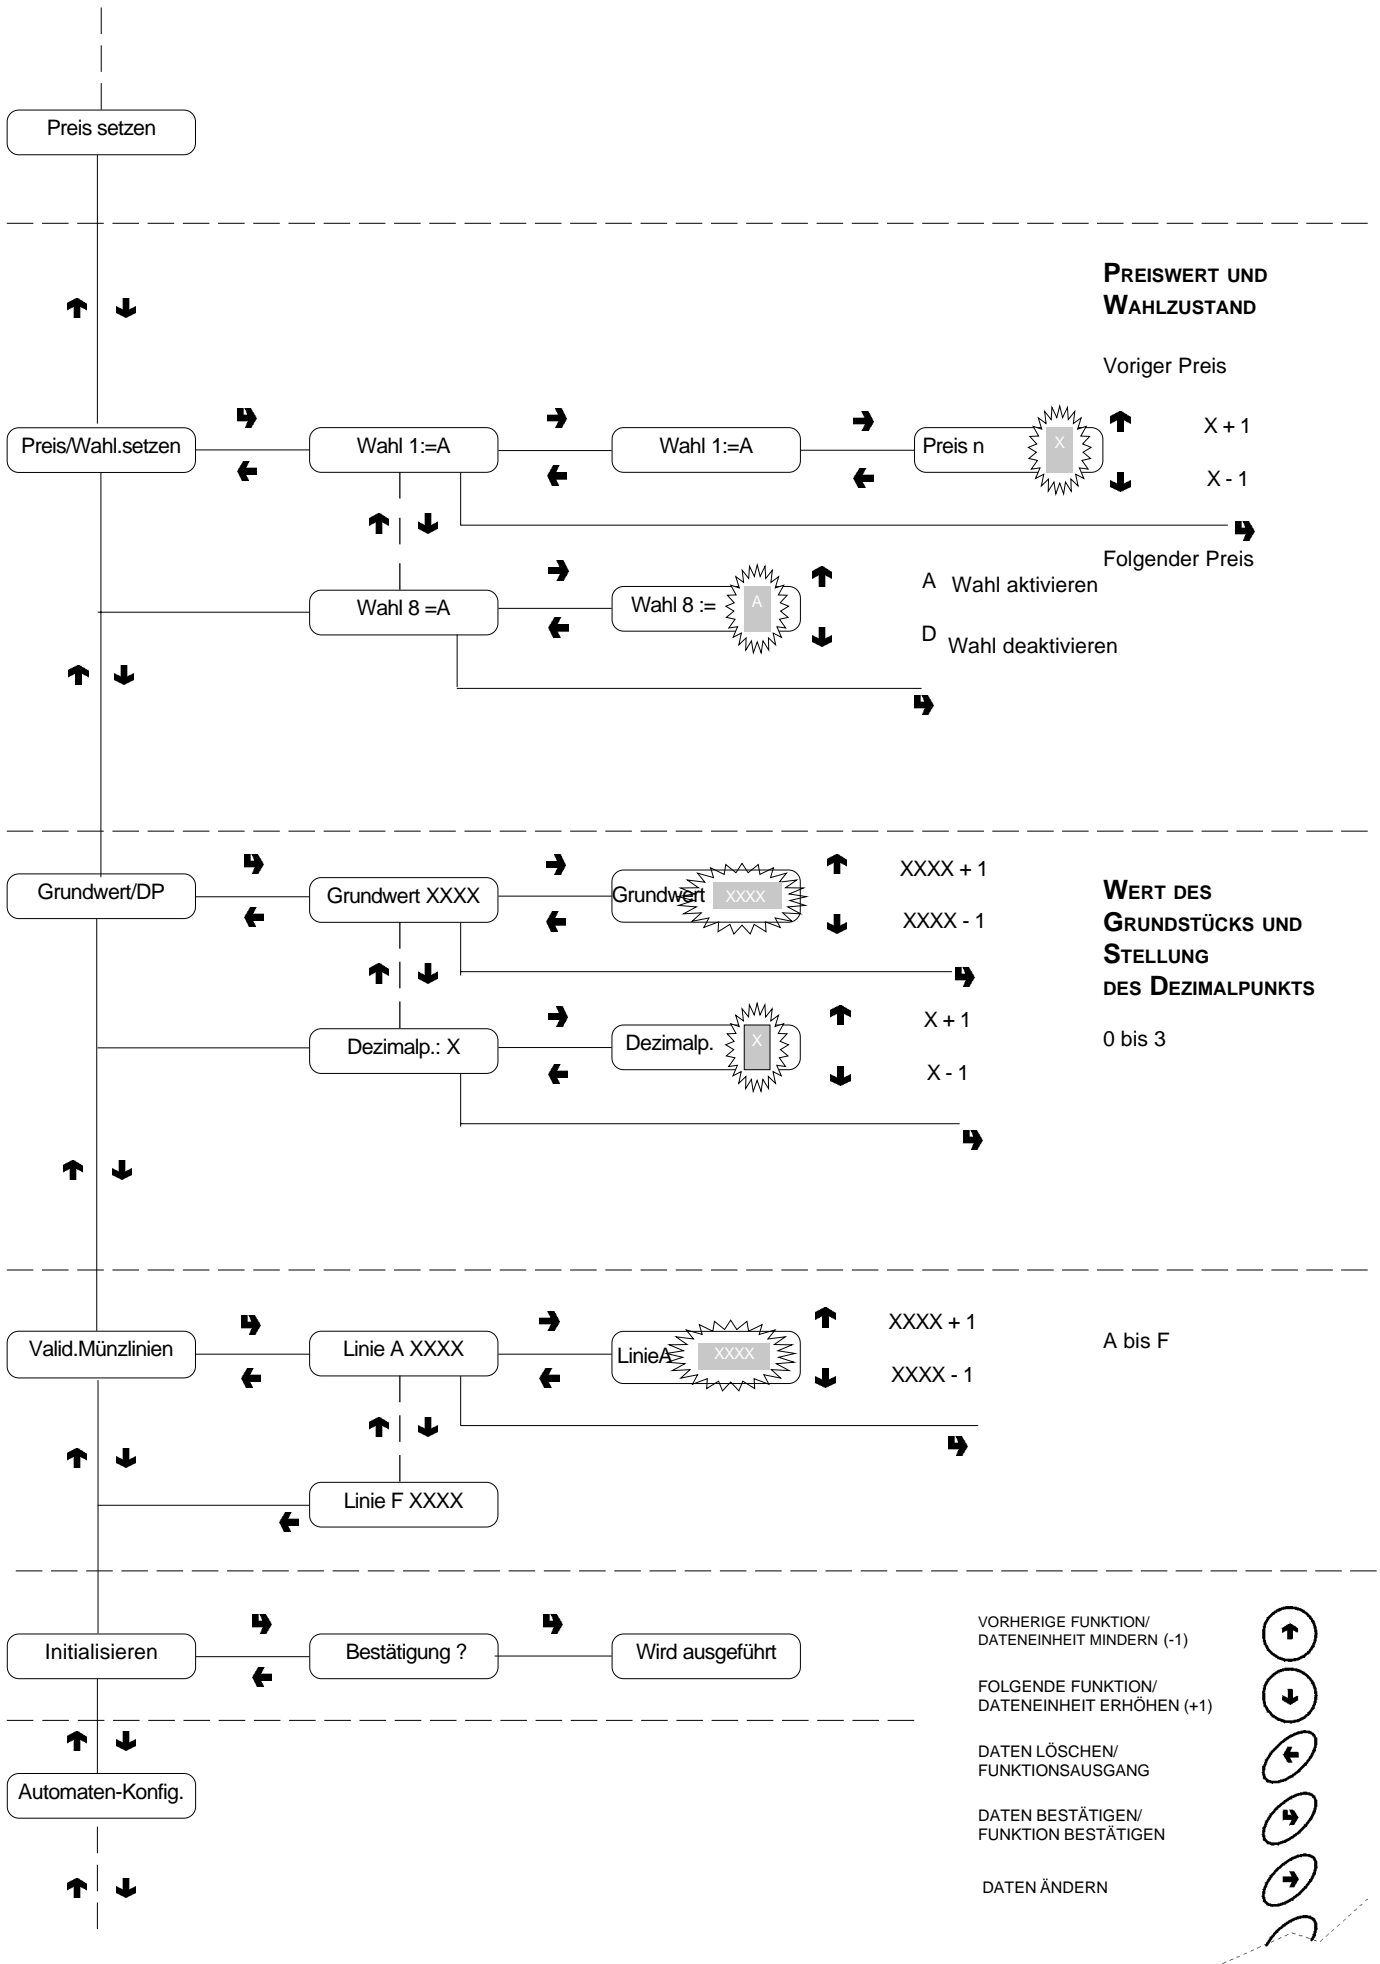 Preis setzen
PREISWERT UND
WAHLZUSTAND
Voriger Preis
Preis/Wahl.setzen
Wahl 1:=A
Wahl 1:=A
Preis n
X
X + 1
X - 1
Folgender Preis
Wahl 8 =A
Wahl 8 :=
A
A Wahl aktivieren
D Wahl deaktivieren
Grundwert/DP
Grundwert XXXX
Grundwert
XXXX
XXXX + 1
XXXX - 1
WERT DES
GRUNDSTÜCKS UND
STELLUNG
DES DEZIMALPUNKTS
0 bis 3
Dezimalp.: X
Dezimalp.
X
X + 1
X - 1
Valid.Münzlinien
Linie A XXXX
LinieA
XXXX
XXXX + 1
XXXX - 1
A bis F
Linie F XXXX
Initialisieren
Bestätigung ?
Wird ausgeführt
Automaten-Konfig.
VORHERIGE FUNKTION/
DATENEINHEIT MINDERN (-1)
FOLGENDE FUNKTION/
DATENEINHEIT ERHÖHEN (+1)
DATEN LÖSCHEN/
FUNKTIONSAUSGANG
DATEN BESTÄTIGEN/
FUNKTION BESTÄTIGEN
DATEN ÄNDERN